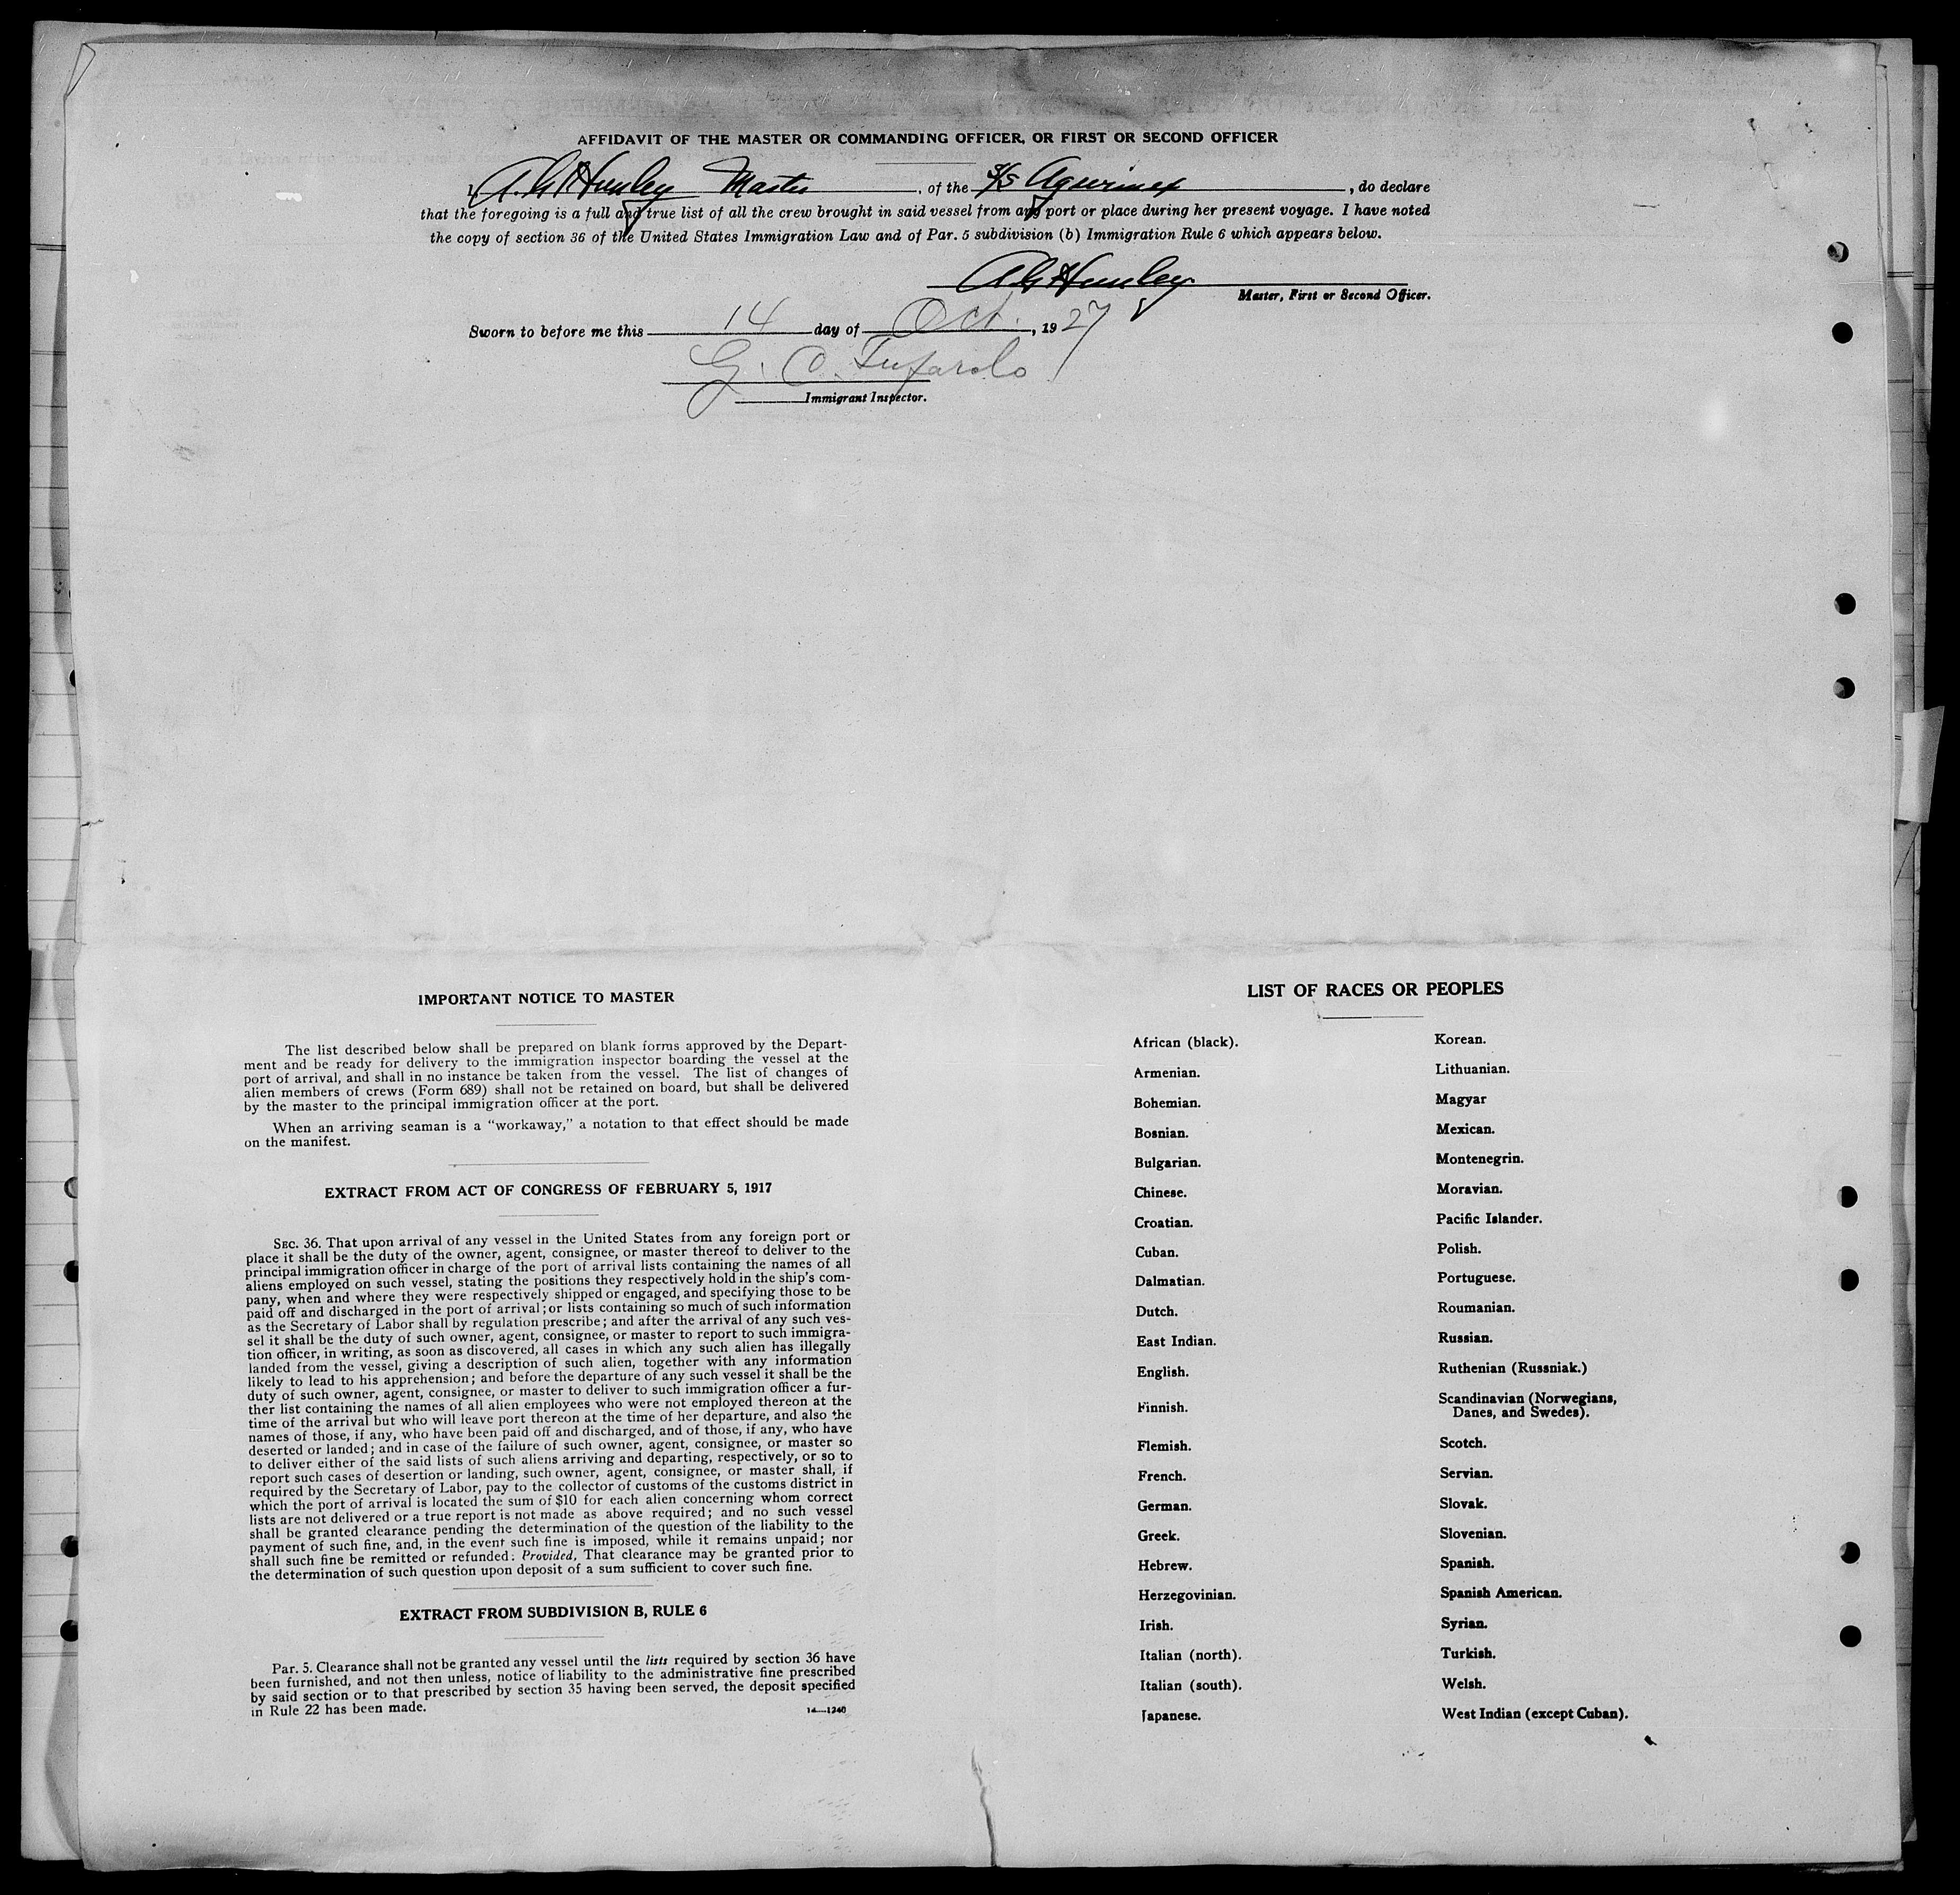 AFFIDAVIT OF THE MASTER OR COMMANDING OFFICER, OR FIRST OR SECOND OFFICER
I, Master, of the S/S, do declare
that the foregoing is a full and true list of all the crew brought in said vessel from any port or place during her present voyage. I have noted
the copy of section 36 of the United States Immigration Law and of Par. 5 subdivision (b) Immigration Rule 6 which appears below.
Master, First or Second Officer.
Sworn to before me this 14 day of Oct., 1927
G. C.
Immigrant Inspector.
IMPORTANT NOTICE TO MASTER
The list described below shall be prepared on blank forms approved by the Depart-
ment and be ready for delivery to the immigration inspector boarding the vessel at the
port of arrival, and shall in no instance be taken from the vessel. The list of changes of
alien members of crews (Form 689) shall not be retained on board, but shall be delivered
by the master to the principal immigration officer at the port.
When an arriving seaman is a "workaway," a notation to that effect should be made
on the manifest.
EXTRACT FROM ACT OF CONGRESS OF FEBRUARY 5, 1917
SEC. 36. That upon arrival of any vessel in the United States from any foreign port or
place it shall be the duty of the owner, agent, consignee, or master thereof to deliver to the
principal immigration officer in charge of the port of arrival lists containing the names of all
aliens employed on such vessel, stating the positions they respectively hold in the ship's com-
pany, when and where they were respectively shipped or engaged, and specifying those to be
paid off and discharged in the port of arrival; or lists containing so much of such information
as the Secretary of Labor shall by regulation prescribe; and after the arrival of any such ves-
sel it shall be the duty of such owner, agent, consignee, or master to report to such immigra-
tion officer, in writing, as soon as discovered, all cases in which any such alien has illegally
landed from the vessel, giving a description of such alien, together with any information
likely to lead to his apprehension; and before the departure of any such vessel it shall be the
duty of such owner, agent, consignee, or master to deliver to such immigration officer a fur-
ther list containing the names of all alien employees who were not employed thereon at the
time of the arrival but who will leave port thereon at the time of her departure, and also the
names of those, if any, who have been paid off and discharged, and of those, if any, who have
deserted or landed; and in case of the failure of such owner, agent, consignee, or master so
to deliver either of the said lists of such aliens arriving and departing, respectively, or so to
report such cases of desertion or landing, such owner, agent, consignee, or master shall, if
required by the Secretary of Labor, pay to the collector of customs of the customs district in
which the port of arrival is located the sum of $10 for each alien concerning whom correct
lists are not delivered or a true report is not made as above required; and no such vessel
shall be granted clearance pending the determination of the question of the liability to the
payment of such fine, and, in the event such fine is imposed, while it remains unpaid; nor
shall such fine be remitted or refunded: Provided, That clearance may be granted prior to
the determination of such question upon deposit of a sum sufficient to cover such fine.
EXTRACT FROM SUBDIVISION B, RULE 6
Par. 5. Clearance shall not be granted any vessel until the lists required by section 36 have
been furnished, and not then unless, notice of liability to the administrative fine prescribed
by said section or to that prescribed by section 35 having been served, the deposit specified
in Rule 22 has been made.
14—1240
LIST OF RACES OR PEOPLES
African (black).
Armenian.
Bohemian.
Bosnian.
Bulgarian.
Chinese.
Croatian.
Cuban.
Dalmatian.
Dutch.
East Indian.
English.
Finnish.
Flemish.
French.
German.
Greek.
Hebrew.
Herzegovinian.
Irish.
Italian (north).
Italian (south).
Japanese.
Korean.
Lithuanian.
Magyar
Mexican.
Montenegrin.
Moravian.
Pacific Islander.
Polish.
Portuguese.
Roumanian.
Russian.
Ruthenian (Russniak.)
Scandinavian (Norwegians,
Danes, and Swedes).
Scotch.
Servian.
Slovak.
Slovenian.
Spanish.
Spanish American.
Syrian.
Turkish.
Welsh.
West Indian (except Cuban).